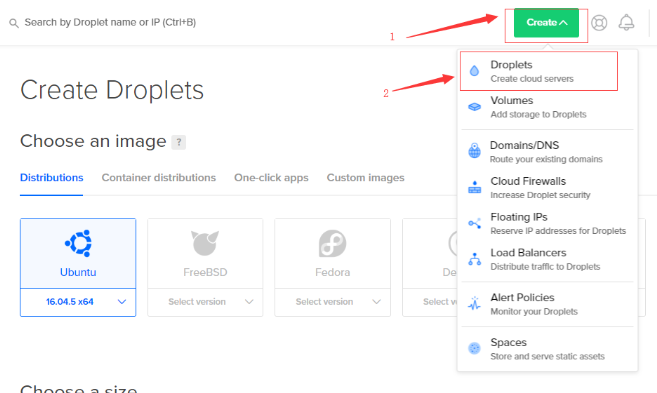 Search by Droplet name or IP (Ctrl+B)
1
Create
Create Droplets
2
Droplets
Create cloud servers
Volumes
Add storage to Droplets
Domains/DNS
Route your existing domains
Cloud Firewalls
Increase Droplet security
Floating IPs
Reserve IP addresses for Droplets
Load Balancers
Distribute traffic to Droplets
Alert Policies
Monitor your Droplets
Spaces
Store and serve static assets
Choose an image ?
Distributions Container distributions One-click apps Custom images
Ubuntu FreeBSD Fedora De
16.04.5 x64 Select version Select version Select ve
Choose a size